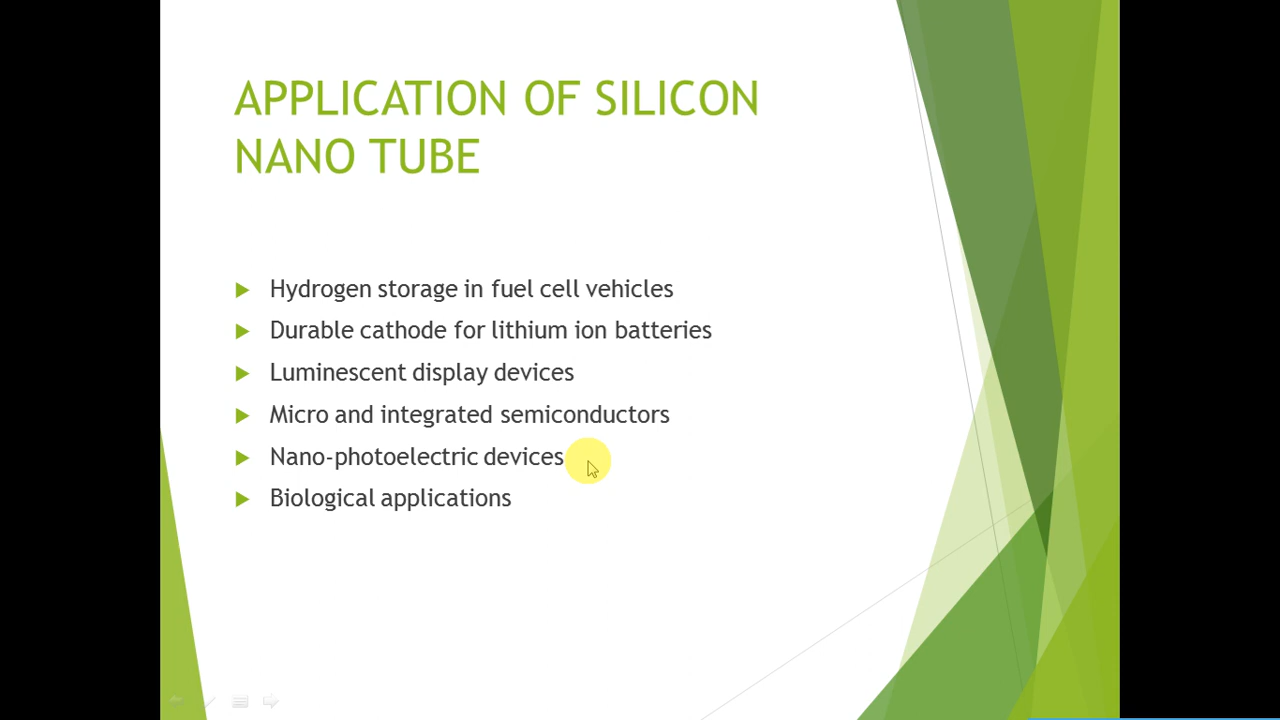 APPLICATION OF SILICON
NANO TUBE
Hydrogen storage in fuel cell vehicles
Durable cathode for lithium ion batteries
Luminescent display devices
Micro and integrated semiconductors
Nano-photoelectric devices
Biological applications